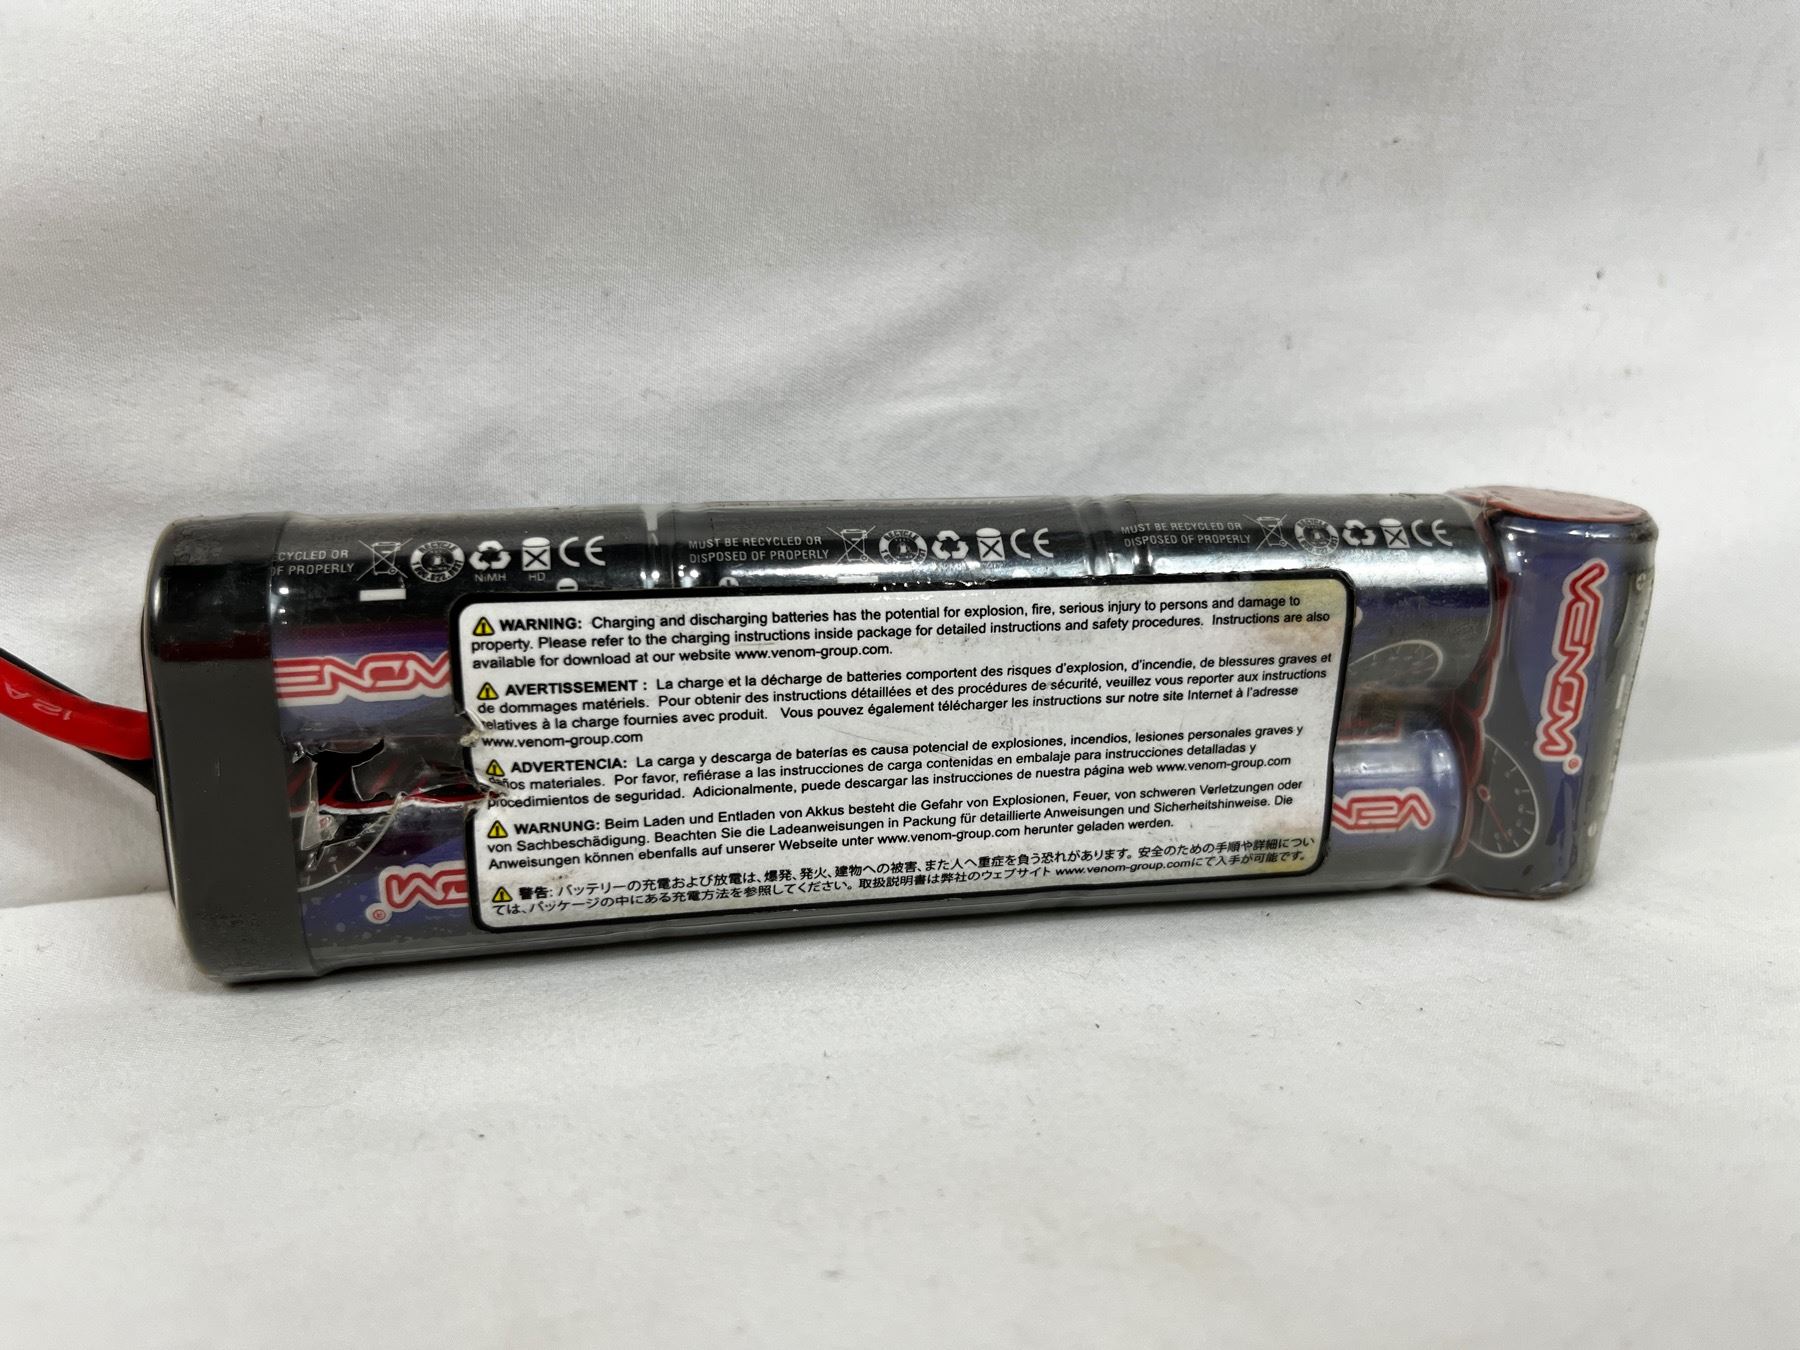 CYCLED OR
OF PROPERLY
NiMH
HD
CE
MUST BE RECYCLED OR
DISPOSED OF PROPERLY
CE
MUST BE RECYCLED OR
DISPOSED OF PROPERLY
CE
WARNING: Charging and discharging batteries has the potential for explosion, fire, serious injury to persons and damage to
property. Please refer to the charging instructions inside package for detailed instructions and safety procedures. Instructions are also
available for download at our website www.venom-group.com.
AVERTISSEMENT : La charge et la décharge de batteries comportent des risques d'explosion, d'incendie, de blessures graves et
de dommages matériels. Pour obtenir des instructions détaillées et des procédures de sécurité, veuillez vous reporter aux instructions
relatives à la charge fournies avec produit. Vous pouvez également télécharger les instructions sur notre site Internet à l'adresse
www.venom-group.com
ADVERTENCIA: La carga y descarga de baterías es causa potencial de explosiones, incendios, lesiones personales graves y
daños materiales. Por favor, refiérase a las instrucciones de carga contenidas en embalaje para instrucciones detalladas y
procedimientos de seguridad. Adicionalmente, puede descargar las instrucciones de nuestra página web www.venom-group.com
WARNUNG: Beim Laden und Entladen von Akkus besteht die Gefahr von Explosionen, Feuer, von schweren Verletzungen oder
von Sachbeschädigung. Beachten Sie die Ladeanweisungen in Packung für detaillierte Anweisungen und Sicherheitshinweise. Die
Anweisungen können ebenfalls auf unserer Webseite unter www.venom-group.com herunter geladen werden.
警告: バッテリーの充電および放電は、爆発、発火、建物への被害、また人へ重症を負う恐れがあります。安全のための手順や詳細につい
ては、パッケージの中にある充電方法を参照してください。取扱説明書は弊社のウェブサイト www.venom-group.comにて入手が可能です。
VENOM
VENOM®
12